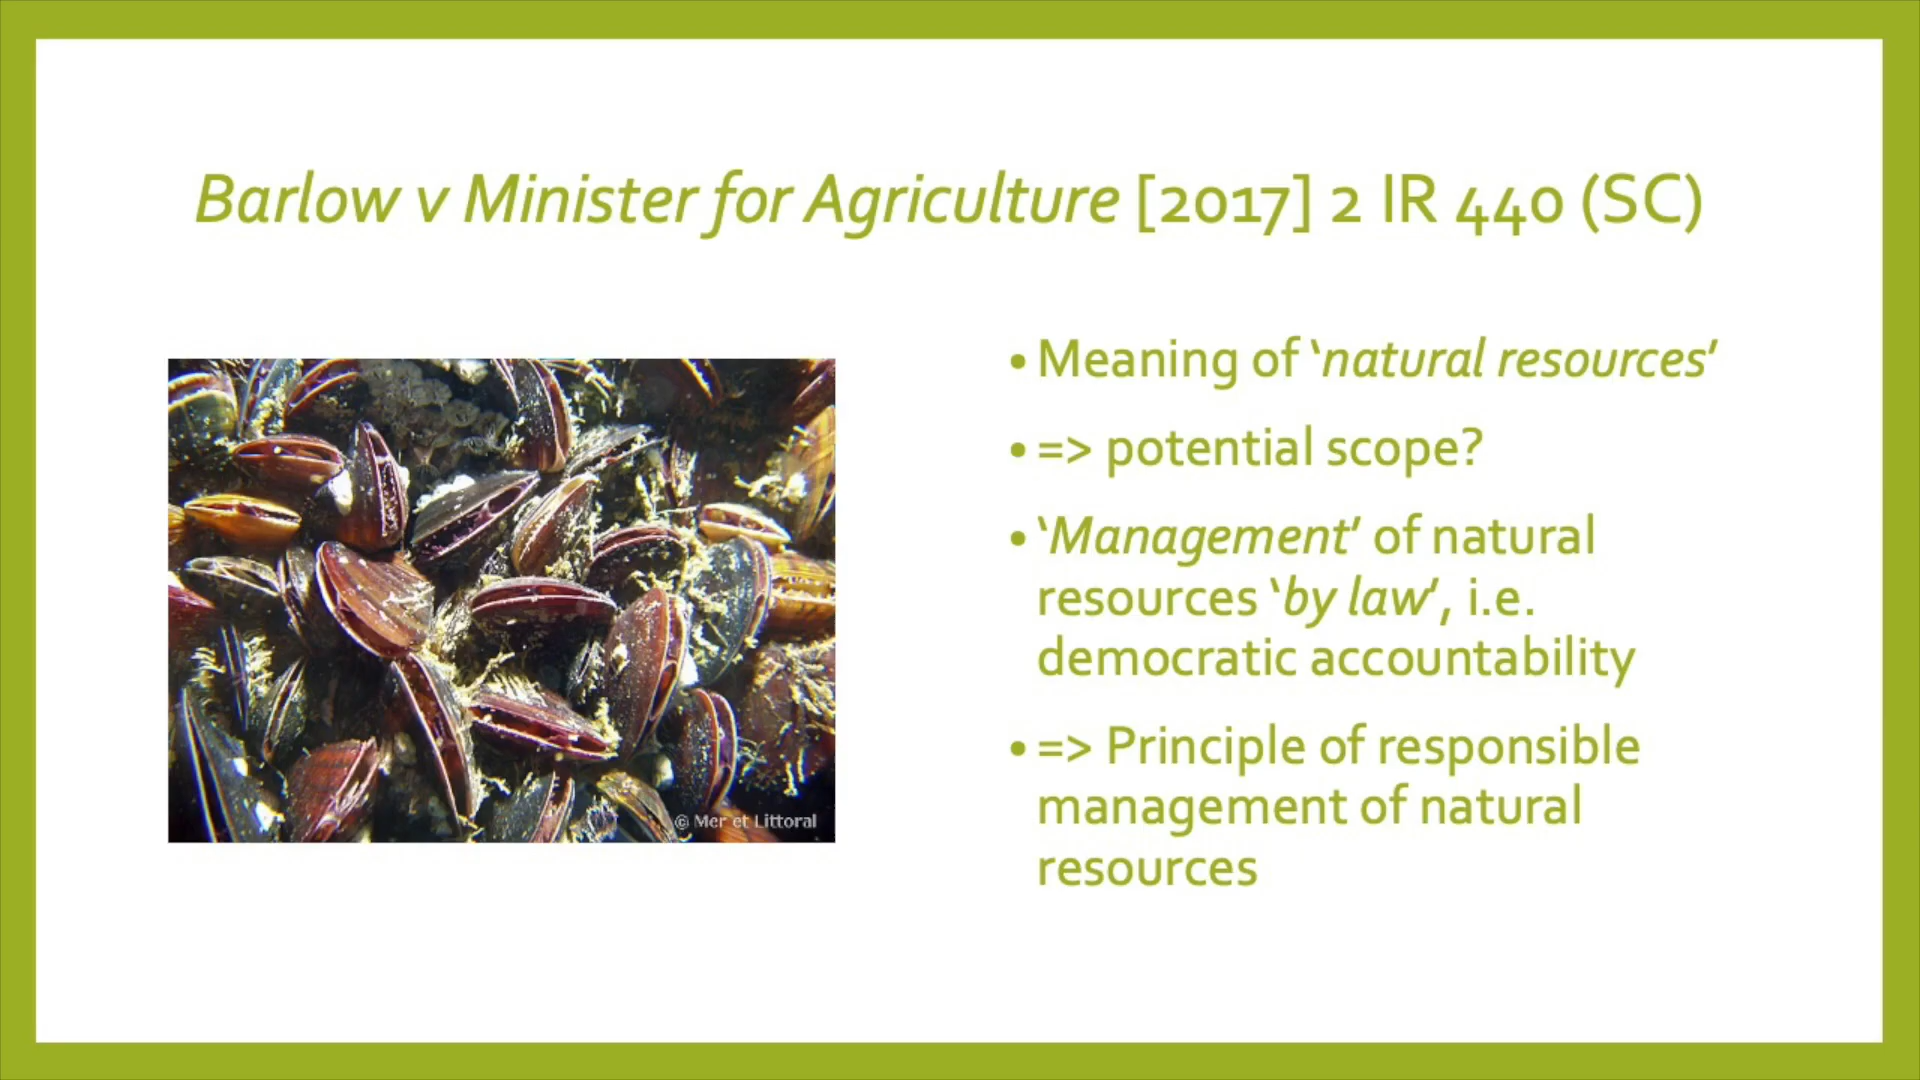 Barlow v Minister for Agriculture [2017] 2 IR 440 (SC)
• Meaning of ‘natural resources’
• => potential scope?
• ‘Management’ of natural
resources ‘by law’, i.e.
democratic accountability
• => Principle of responsible
management of natural
resources
© Mer et Littoral